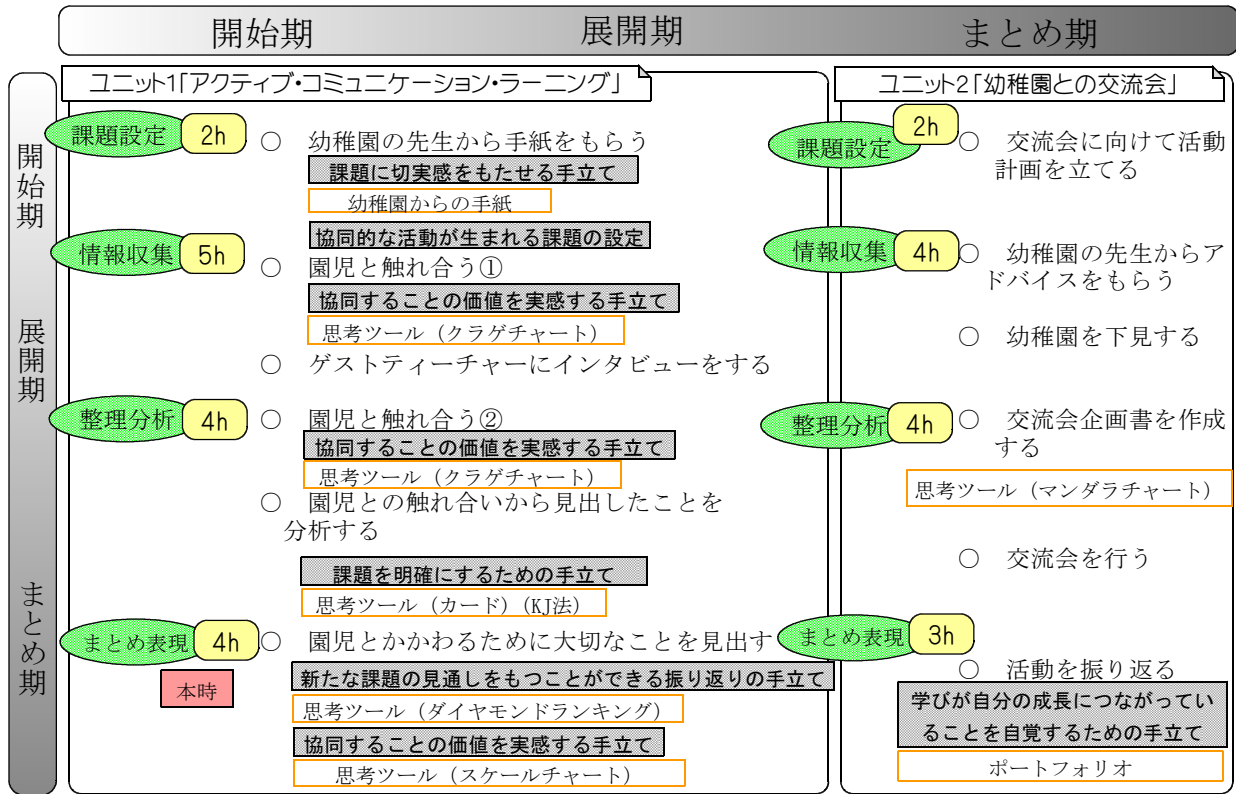 開始期
展開期
まとめ期
開始期
展開期
まとめ期
ユニット1「アクティブ・コミュニケーション・ラーニング」
課題設定
2h
○ 幼稚園の先生から手紙をもらう
課題に切実感をもたせる手立て
幼稚園からの手紙
協同的な活動が生まれる課題の設定
情報収集
5h
○ 園児と触れ合う①
協同することの価値を実感する手立て
思考ツール（クラゲチャート）
○ ゲストティーチャーにインタビューをする
整理分析
4h
○ 園児と触れ合う②
協同することの価値を実感する手立て
思考ツール（クラゲチャート）
○ 園児との触れ合いから見出したことを
分析する
課題を明確にするための手立て
思考ツール（カード）（KJ法）
まとめ表現
4h
○ 園児とかかわるために大切なことを見出す
本時
新たな課題の見通しをもつことができる振り返りの手立て
思考ツール（ダイヤモンドランキング）
協同することの価値を実感する手立て
思考ツール（スケールチャート）
ユニット2「幼稚園との交流会」
課題設定
2h
○ 交流会に向けて活動
計画を立てる
情報収集
4h
○ 幼稚園の先生からア
ドバイスをもらう
○ 幼稚園を下見する
整理分析
4h
○ 交流会企画書を作成
する
思考ツール（マンダラチャート）
○ 交流会を行う
まとめ表現
3h
○ 活動を振り返る
学びが自分の成長につながってい
ることを自覚するための手立て
ポートフォリオ